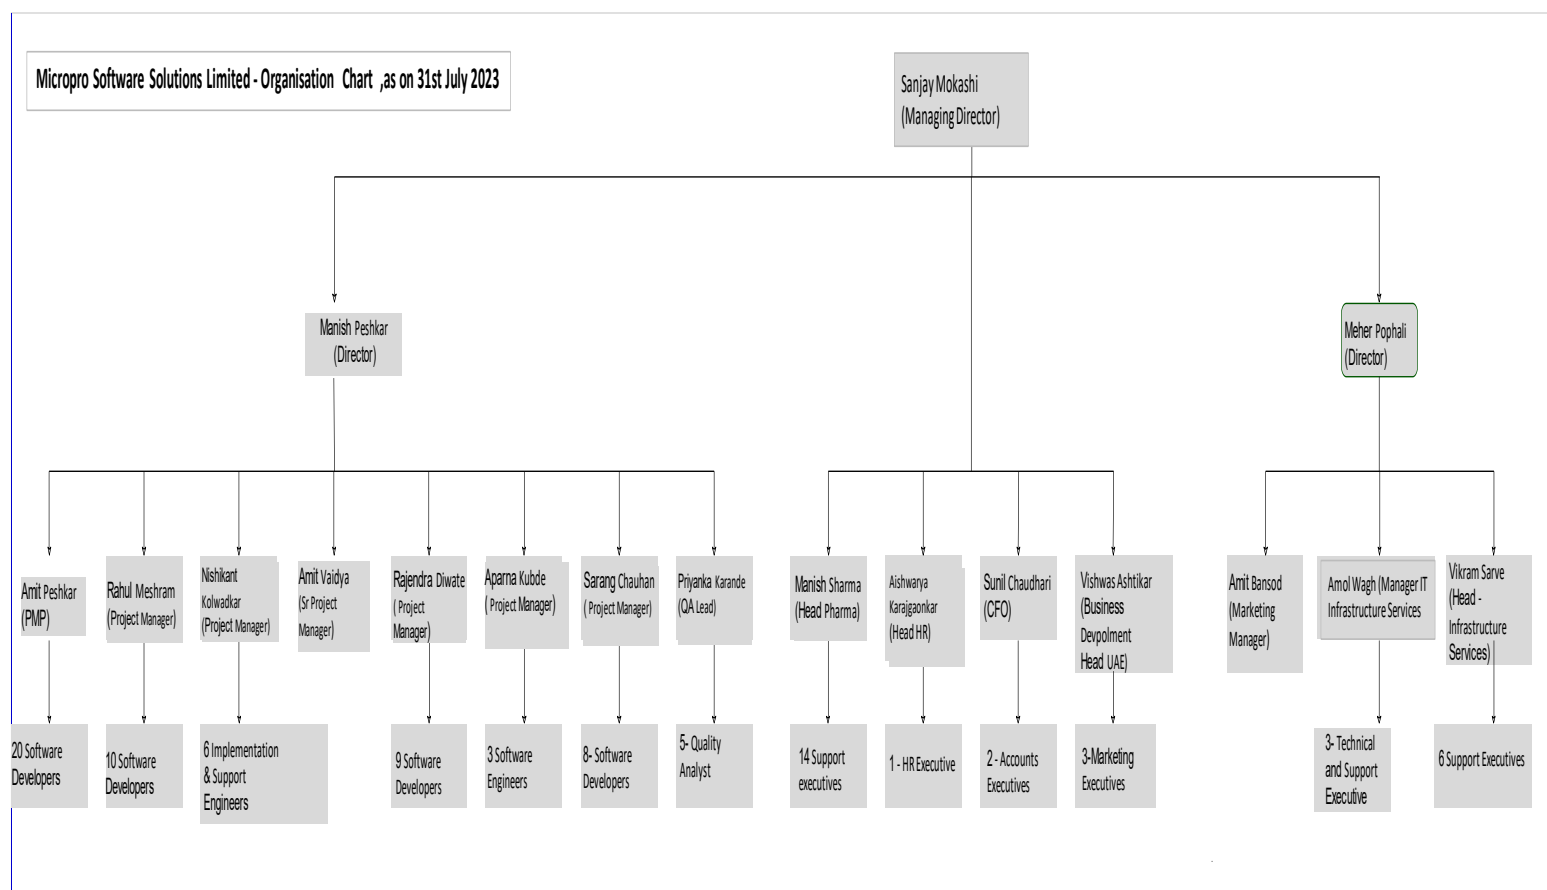 Micropro Software Solutions Limited - Organisation Chart ,as on 31st July 2023
Sanjay Mokashi
(Managing Director)
Manish Peshkar
(Director)
Meher Pophali
(Director)
Amit Peshkar
(PMP)
Rahul Meshram
(Project Manager)
Nishikant
Kolwadkar
(Project Manager)
Amit Vaidya
(Sr Project
Manager)
Rajendra Diwate
( Project
Manager)
Aparna Kubde
( Project Manager)
Sarang Chauhan
( Project Manager)
Priyanka Karande
(QA Lead)
Manish Sharma
(Head Pharma)
Aishwarya
Karajgaonkar
(Head HR)
Sunil Chaudhari
(CFO)
Vishwas Ashtikar
(Business
Devpolment
Head UAE)
Amit Bansod
(Marketing
Manager)
Amol Wagh (Manager IT
Infrastructure Services
Vikram Sarve
(Head -
Infrastructure
Services)
20 Software
Developers
10 Software
Developers
6 Implementation
& Support
Engineers
9 Software
Developers
3 Software
Engineers
8- Software
Developers
5- Quality
Analyst
14 Support
executives
1 - HR Executive
2 - Accounts
Executives
3-Marketing
Executives
3- Technical
and Support
Executive
6 Support Executives